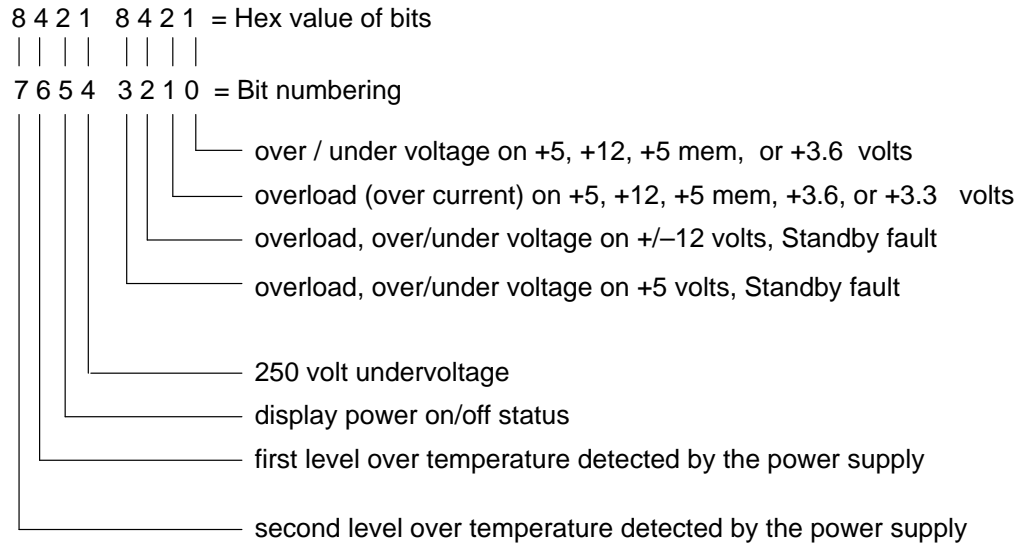 8 4 2 1 8 4 2 1 = Hex value of bits
7 6 5 4 3 2 1 0 = Bit numbering
over / under voltage on +5, +12, +5 mem, or +3.6 volts
overload (over current) on +5, +12, +5 mem, +3.6, or +3.3 volts
overload, over/under voltage on +/–12 volts, Standby fault
overload, over/under voltage on +5 volts, Standby fault
250 volt undervoltage
display power on/off status
first level over temperature detected by the power supply
second level over temperature detected by the power supply